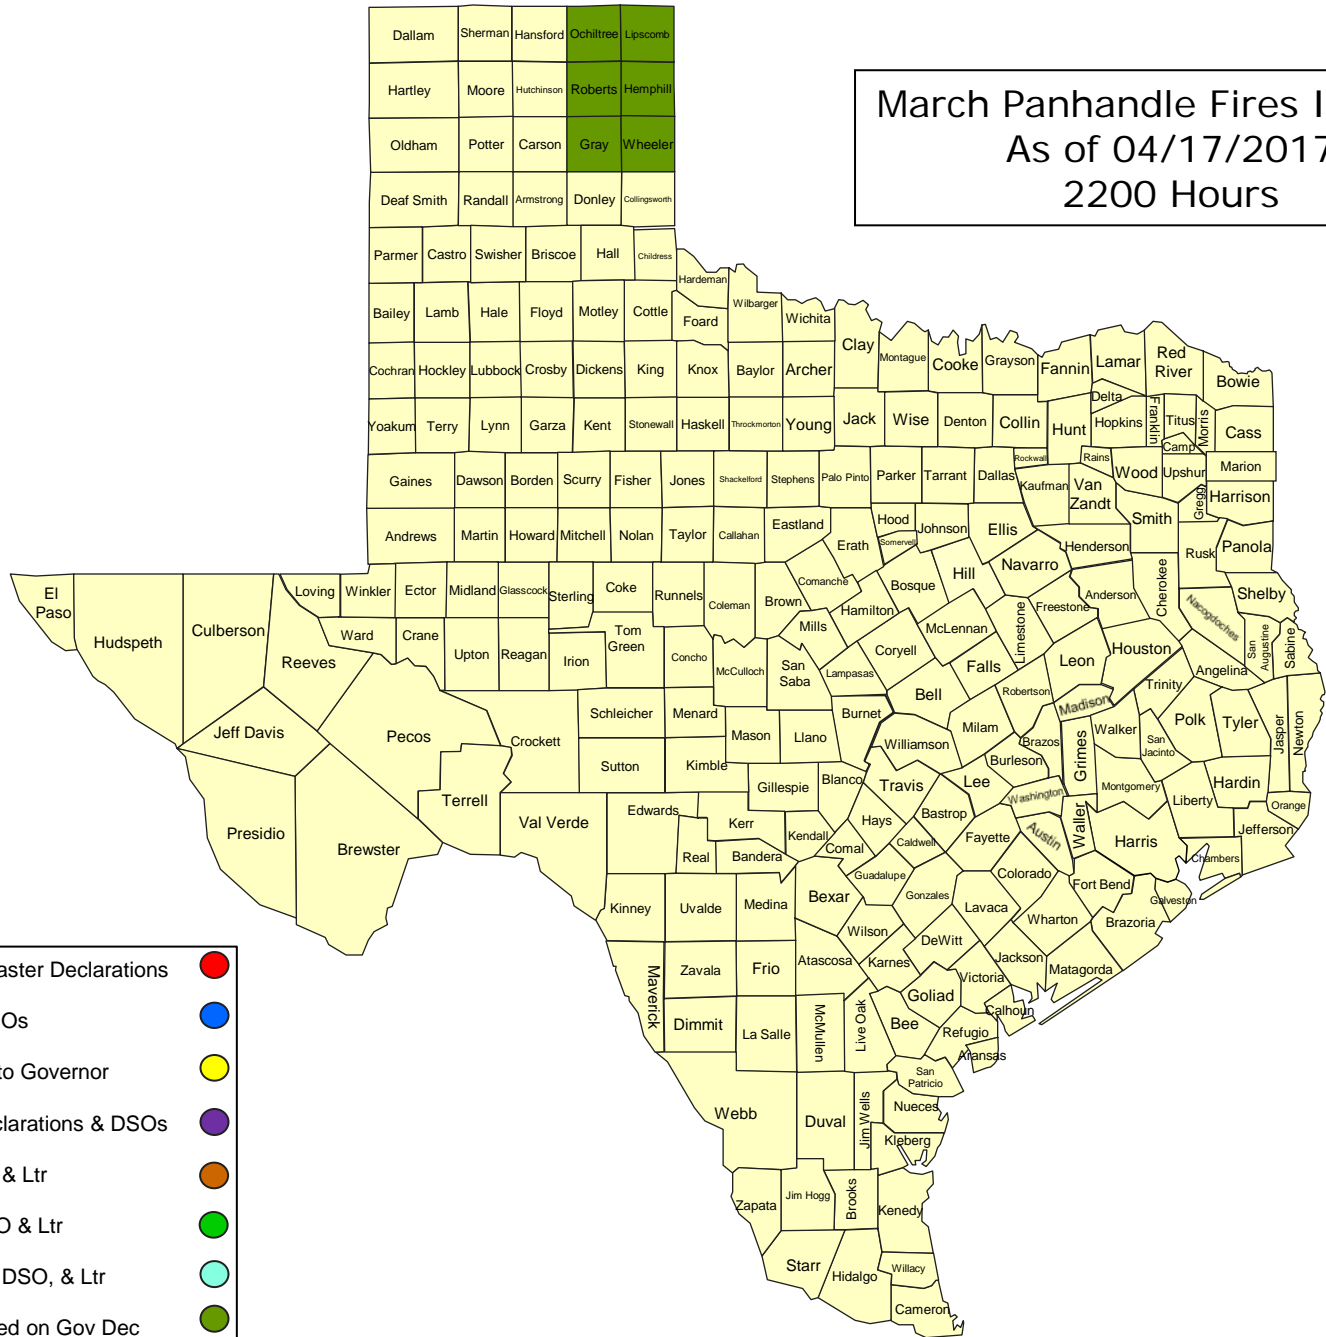 March Panhandle Fires I
As of 04/17/2017
2200 Hours
Dallam
Sherman
Hansford
Ochiltree
Lipscomb
Hartley
Moore
Hutchinson
Roberts
Hemphill
Oldham
Potter
Carson
Gray
Wheeler
Deaf Smith
Randall
Armstrong
Donley
Collingsworth
Parmer
Castro
Swisher
Briscoe
Hall
Childress
Hardeman
Bailey
Lamb
Hale
Floyd
Motley
Cottle
Foard
Wilbarger
Wichita
Clay
Montague
Cooke
Grayson
Fannin
Lamar
Red
River
Bowie
Cochran
Hockley
Lubbock
Crosby
Dickens
King
Knox
Baylor
Archer
Delta
Yoakum
Terry
Lynn
Garza
Kent
Stonewall
Haskell
Throckmorton
Young
Jack
Wise
Denton
Collin
Hunt
Hopkins
Franklin
Titus
Morris
Cass
Camp
Gaines
Dawson
Borden
Scurry
Fisher
Jones
Shackelford
Stephens
Palo Pinto
Parker
Tarrant
Dallas
Rockwall
Kaufman
Rains
Van
Zandt
Wood
Upshur
Gregg
Marion
Harrison
Andrews
Martin
Howard
Mitchell
Nolan
Taylor
Callahan
Eastland
Erath
Hood
Somervell
Johnson
Ellis
Henderson
Smith
Rusk
Panola
El
Paso
Hudspeth
Culberson
Reeves
Loving
Winkler
Ector
Midland
Glasscock
Sterling
Coke
Runnels
Coleman
Brown
Comanche
Hamilton
Bosque
Hill
Navarro
Freestone
Anderson
Cherokee
Nacogdoches
Shelby
Ward
Crane
Upton
Reagan
Irion
Tom
Green
Concho
McCulloch
San
Saba
Mills
Lampasas
Coryell
McLennan
Limestone
Falls
Leon
Houston
Angelina
San
Augustine
Sabine
Jeff Davis
Pecos
Crockett
Schleicher
Menard
Mason
Llano
Burnet
Bell
Milam
Robertson
Madison
Trinity
Walker
San
Jacinto
Polk
Tyler
Jasper
Newton
Sutton
Kimble
Gillespie
Blanco
Williamson
Travis
Lee
Burleson
Brazos
Grimes
Washington
Montgomery
Liberty
Hardin
Orange
Presidio
Brewster
Terrell
Val Verde
Edwards
Kerr
Real
Bandera
Kendall
Comal
Hays
Caldwell
Bastrop
Fayette
Austin
Waller
Harris
Chambers
Jefferson
Kinney
Uvalde
Medina
Bexar
Guadalupe
Gonzales
Lavaca
Colorado
Wharton
Fort Bend
Brazoria
Galveston
Maverick
Zavala
Frio
Atascosa
Wilson
Karnes
DeWitt
Victoria
Jackson
Matagorda
Dimmit
La Salle
McMullen
Live Oak
Bee
Goliad
Refugio
Calhoun
Aransas
San
Patricio
Webb
Duval
Jim Wells
Nueces
Kleberg
Zapata
Jim Hogg
Brooks
Kenedy
Starr
Hidalgo
Willacy
Cameron
aster Declarations
Os
to Governor
clarations & DSOs
& Ltr
O & Ltr
DSO, & Ltr
ed on Gov Dec